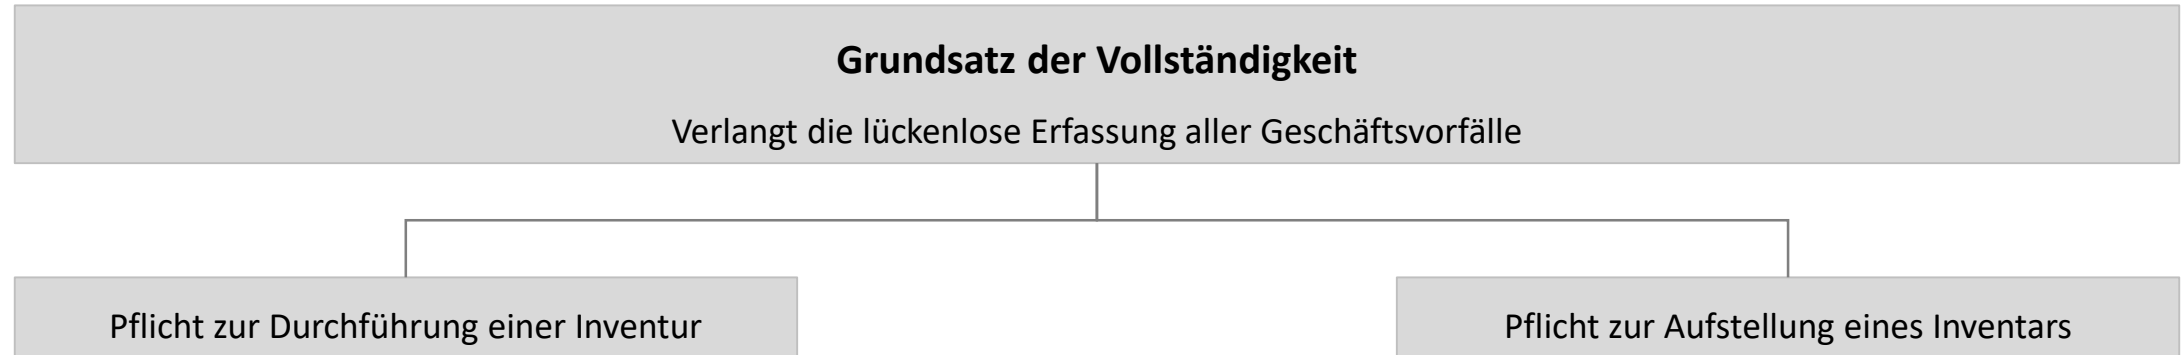 Grundsatz der Vollständigkeit
Verlangt die lückenlose Erfassung aller Geschäftsvorfälle
Pflicht zur Durchführung einer Inventur
Pflicht zur Aufstellung eines Inventars